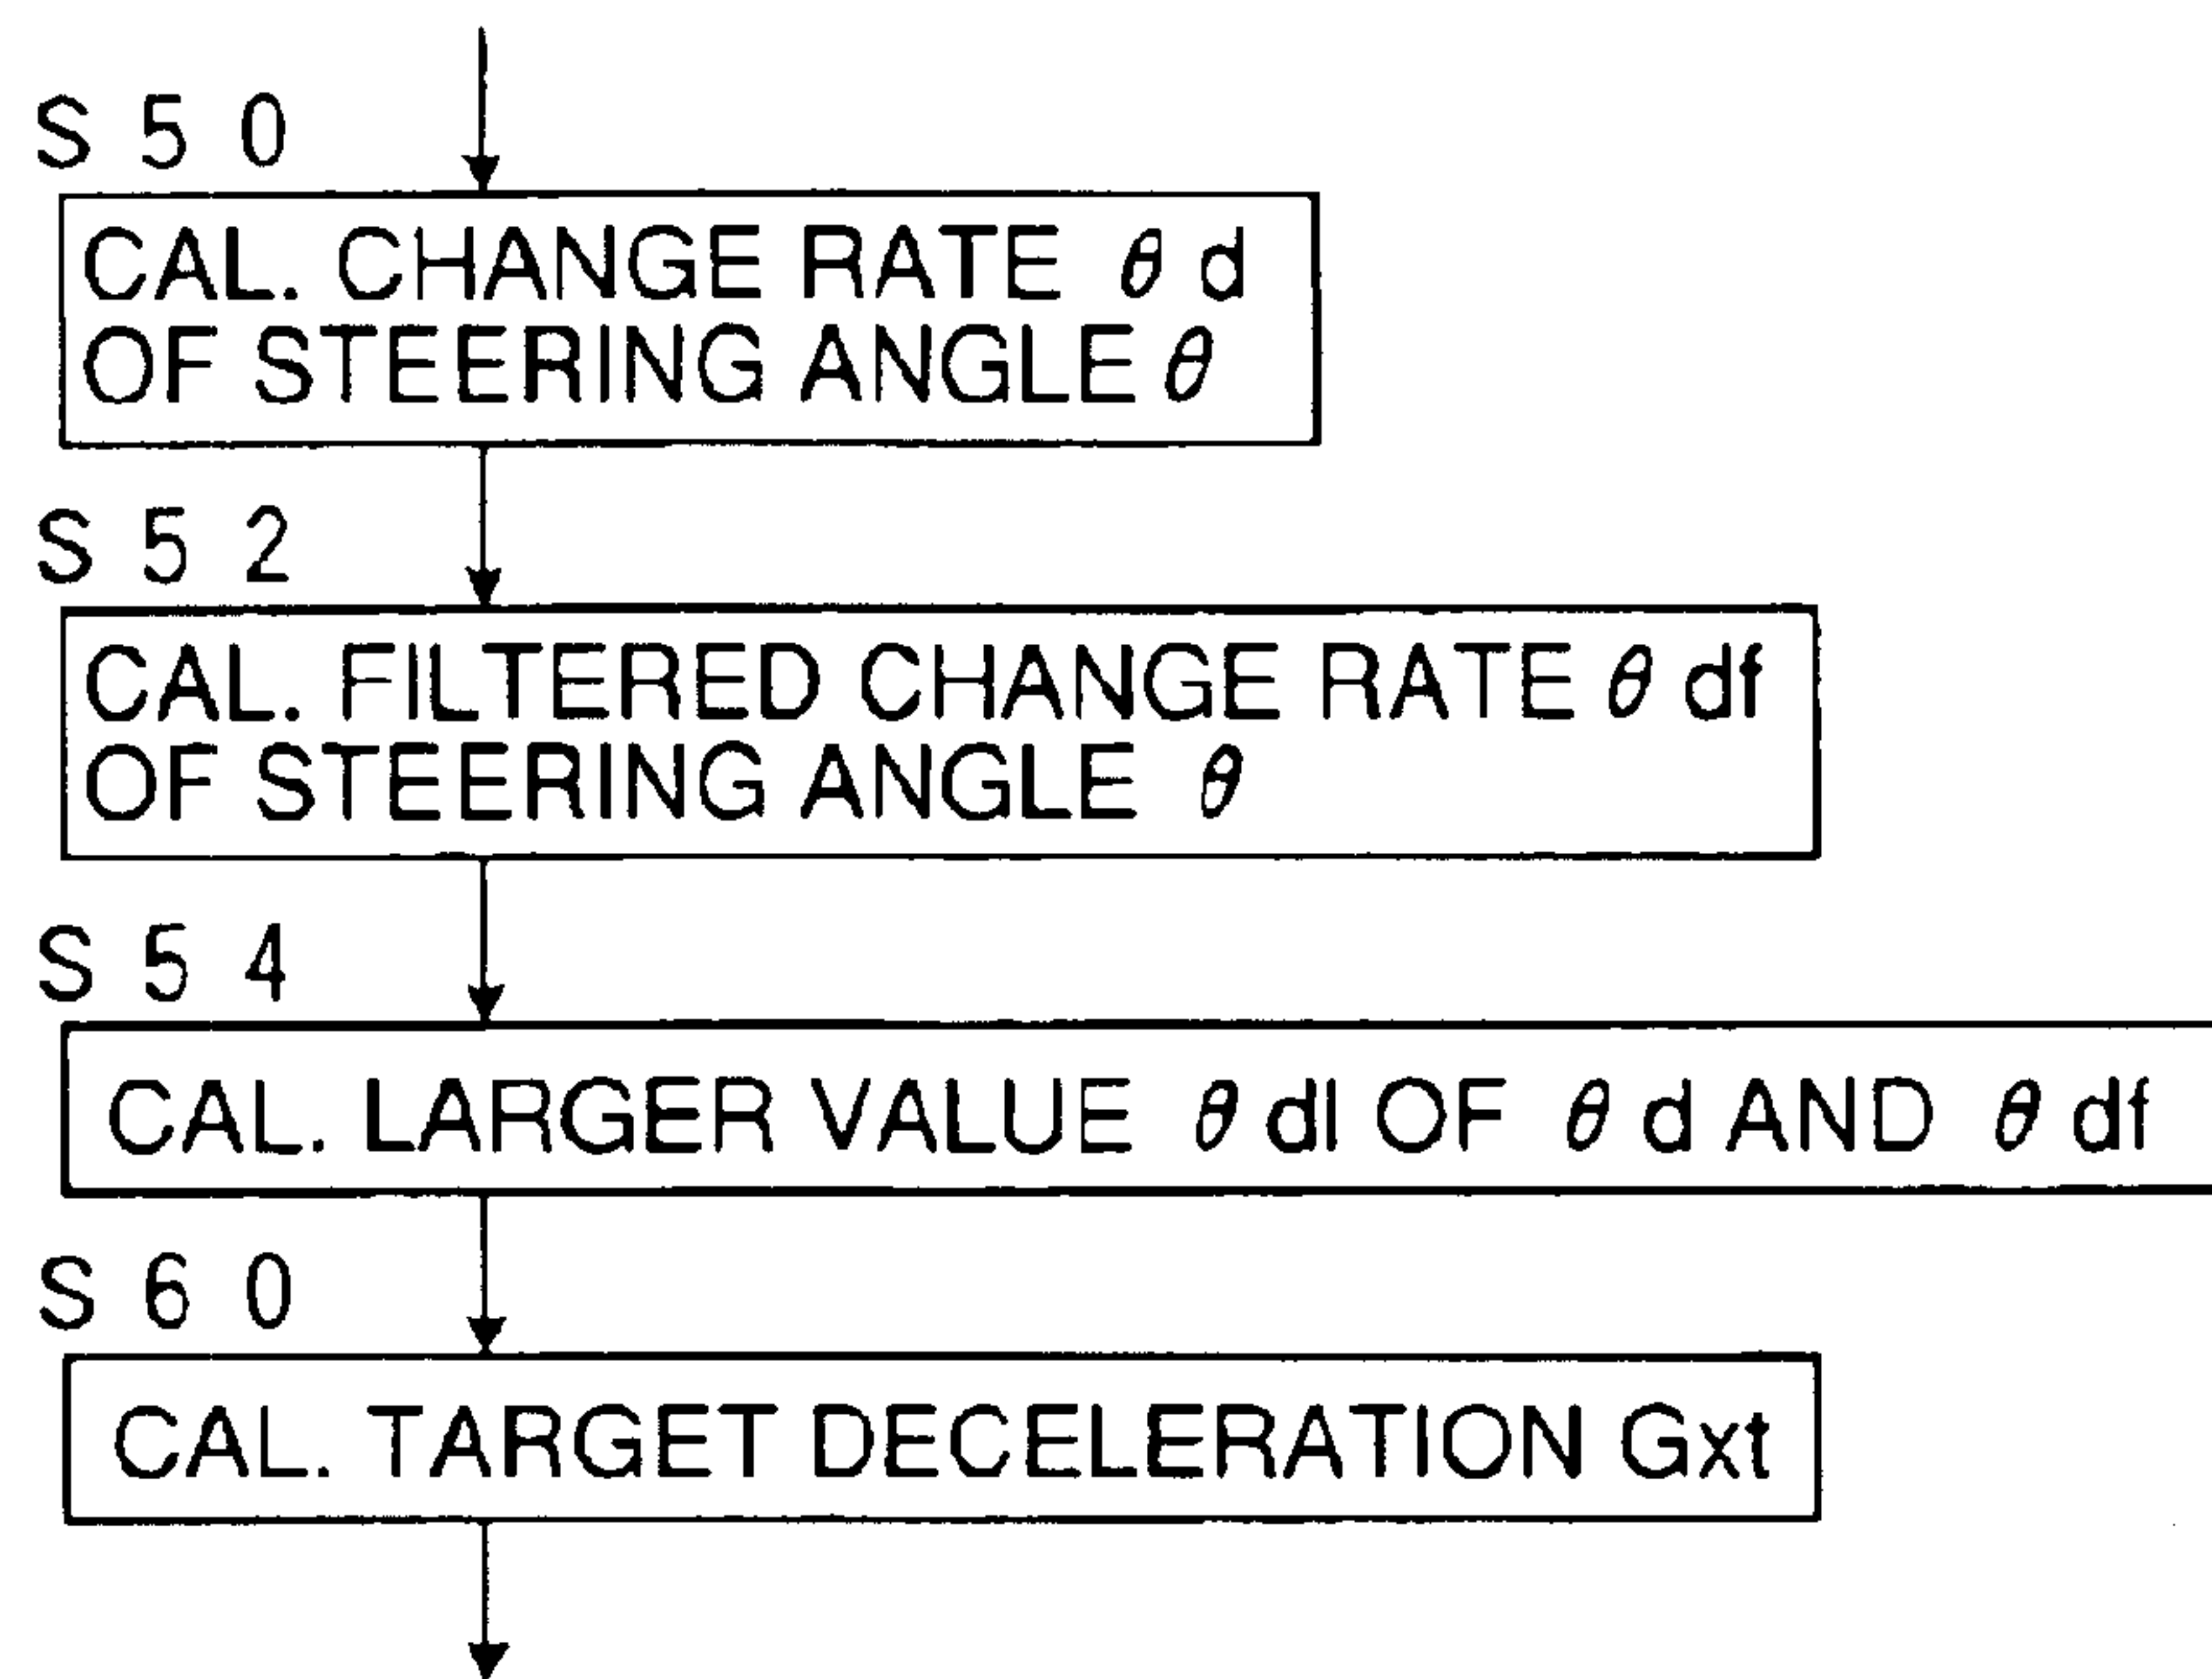 S 5 0
CAL. CHANGE RATE θ d
OF STEERING ANGLE θ
S 5 2
CAL. FILTERED CHANGE RATE θ df
OF STEERING ANGLE θ
S 5 4
CAL. LARGER VALUE θ dl OF θ d AND θ df
S 6 0
CAL. TARGET DECELERATION Gxt